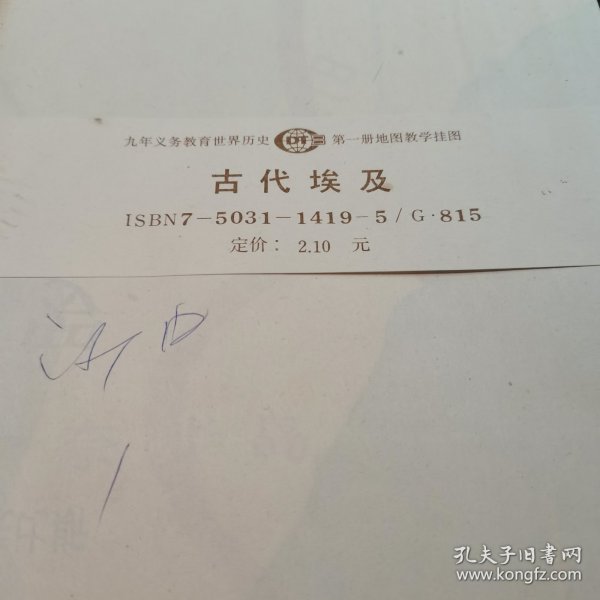 九年义务教育世界历史 第一册地图教学挂图
古代埃及
ISBN7-5031-1419-5/G·815
定价: 2.10 元
孔夫子旧书网
www.kongfz.com